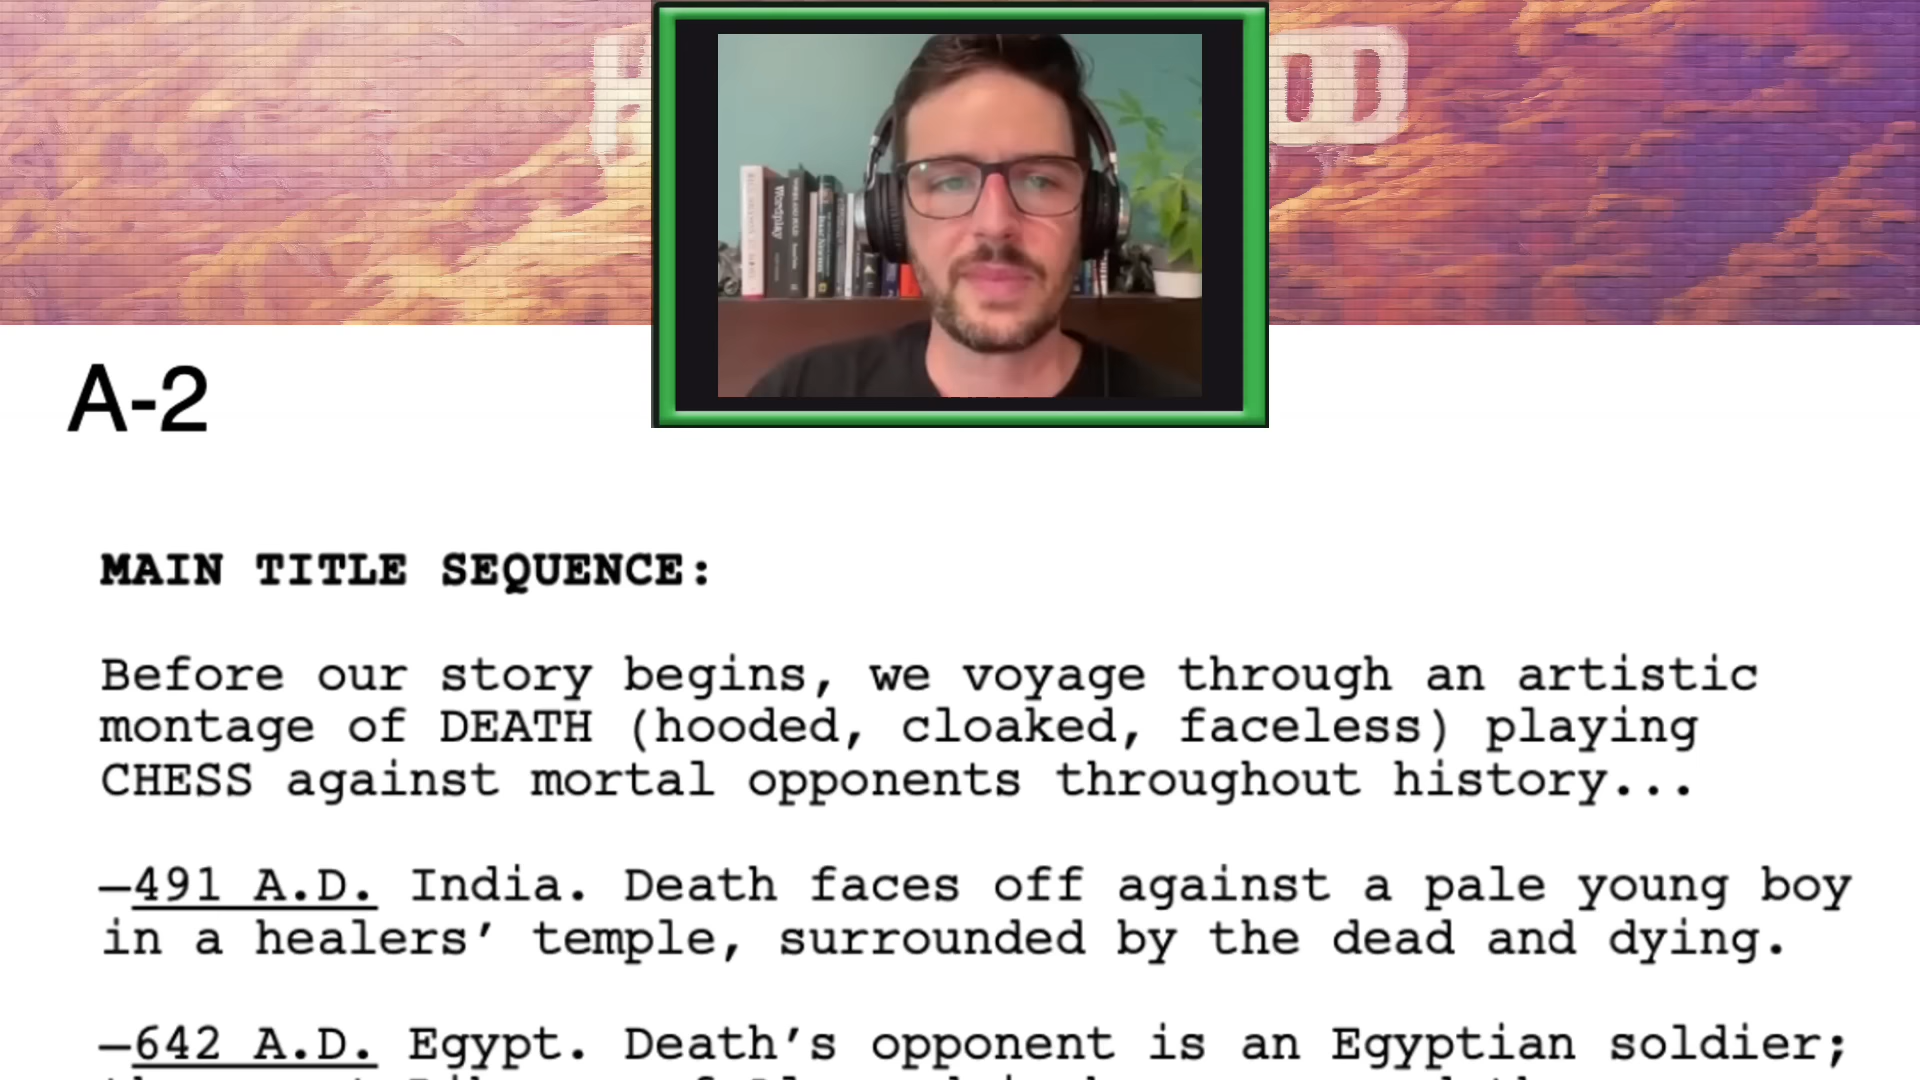 Wordplay
A-2
MAIN TITLE SEQUENCE:
Before our story begins, we voyage through an artistic
montage of DEATH (hooded, cloaked, faceless) playing
CHESS against mortal opponents throughout history...
—491 A.D. India. Death faces off against a pale young boy
in a healers’ temple, surrounded by the dead and dying.
—642 A.D. Egypt. Death’s opponent is an Egyptian soldier;